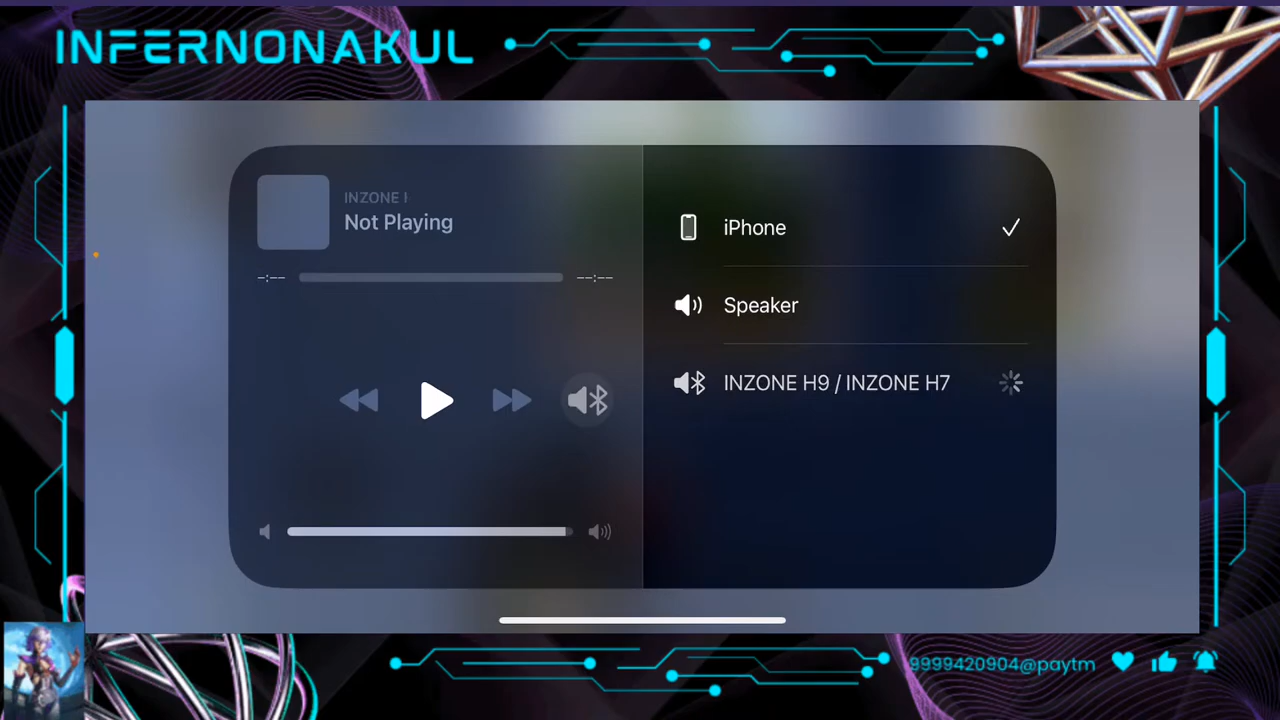 INFERNONAKUL
INZONE H
Not Playing
--:-- --:--
iPhone
Speaker
INZONE H9 / INZONE H7
9999420904@paytm